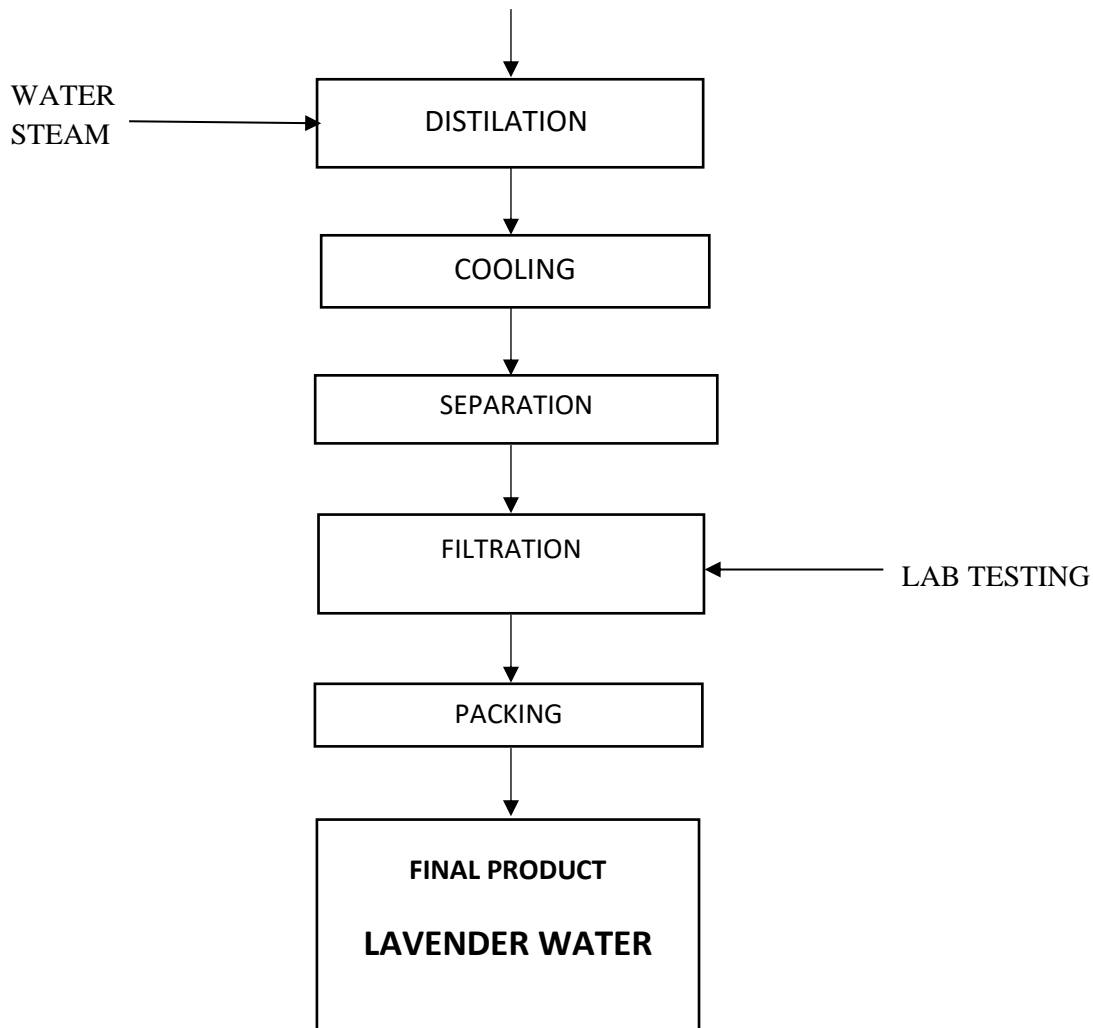 WATER
STEAM
DISTILATION
COOLING
SEPARATION
FILTRATION
LAB TESTING
PACKING
FINAL PRODUCT
LAVENDER WATER